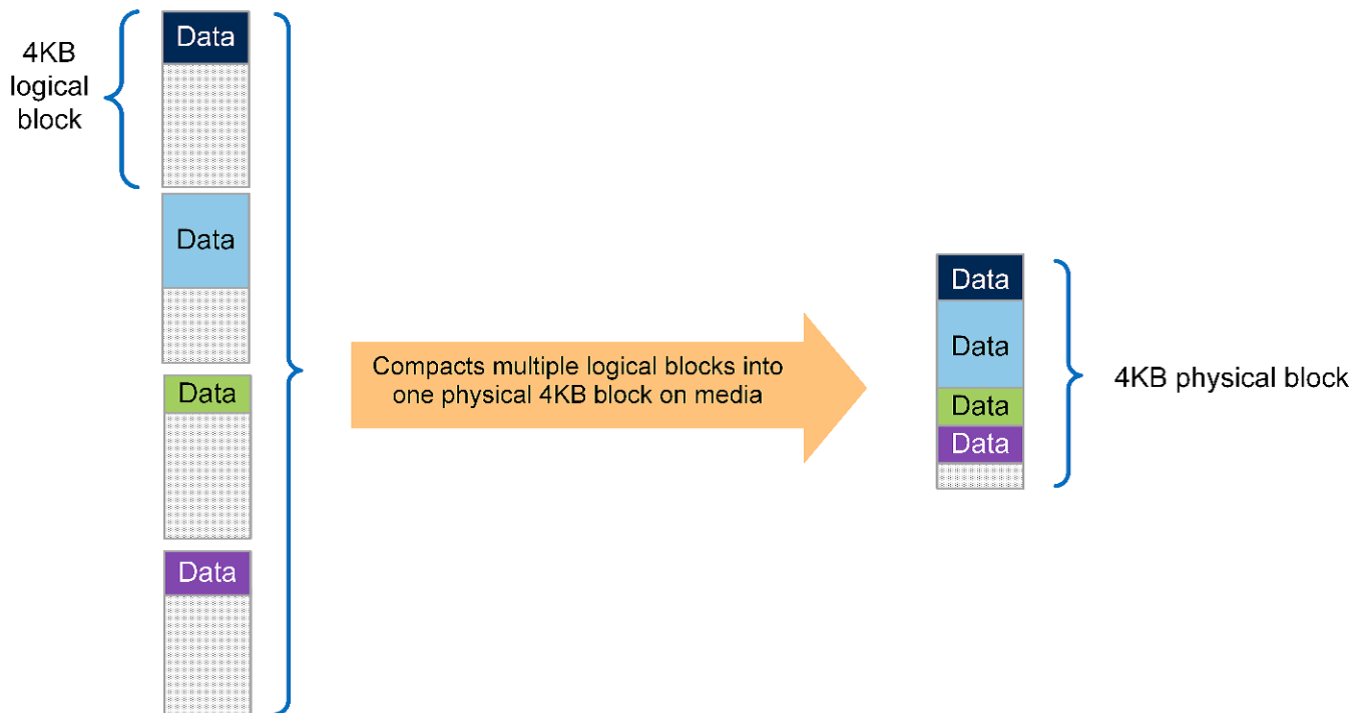 4KB
logical
block
Data
Data
Data
Data
Compacts multiple logical blocks into
one physical 4KB block on media
Data
Data
Data
Data
4KB physical block